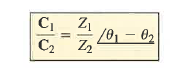 C₁/C₂ = Z₁/Z₂ /θ₁ − θ₂